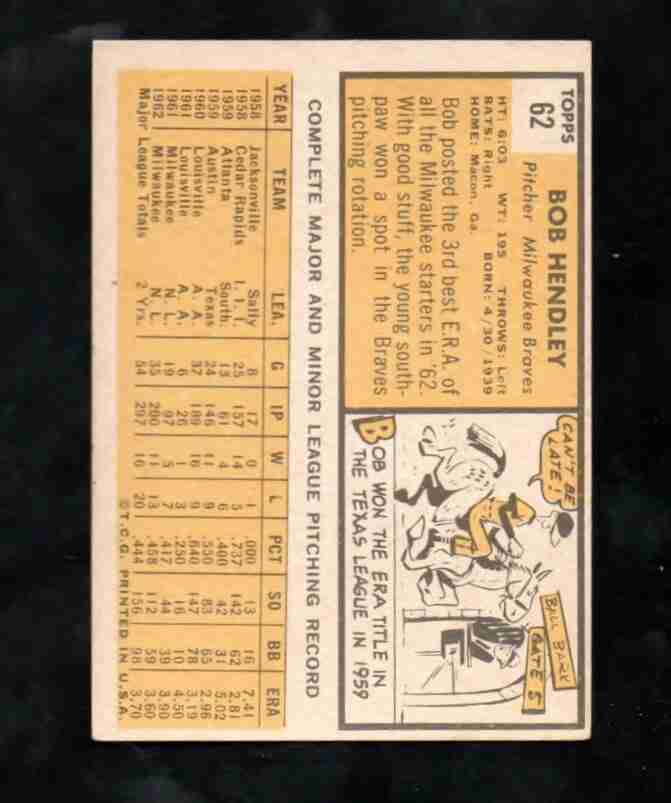 TOPPS
62
BOB HENDLEY
Pitcher Milwaukee Braves
HT: 6:03 WT: 195 THROWS: Left
BATS: Right BORN: 4/30/1939
HOME: Macon, Ga.
Bob posted the 3rd best E.R.A. of
all the Milwaukee starters in '62.
With good stuff, the young south-
paw won a spot in the Braves
pitching rotation.
CAN'T BE
LATE!
BALL PARK
GATE 5
BOB WON THE ERA TITLE IN
THE TEXAS LEAGUE IN 1959
COMPLETE MAJOR AND MINOR LEAGUE PITCHING RECORD
YEAR TEAM LEA. G IP W L PCT SO BB ERA
1958 Jacksonville Sally 8 17 0 1 .000 13 16 7.41
1958 Cedar Rapids I. I. I. 25 157 14 5 .737 142 62 2.81
1959 Atlanta South. 13 61 4 6 .400 42 31 5.02
1959 Austin Texas 24 146 11 9 .550 83 65 2.96
1960 Louisville A. A. 37 189 16 9 .640 147 78 3.19
1961 Louisville A. A. 6 26 1 3 .250 16 10 4.50
1961 Milwaukee N. L. 19 97 5 7 .417 44 39 3.90
1962 Milwaukee N. L. 35 200 11 13 .458 112 59 3.60
Major League Totals 2 Yrs. 54 297 16 20 .444 156 98 3.70
©T.C.G. PRINTED IN U.S.A.